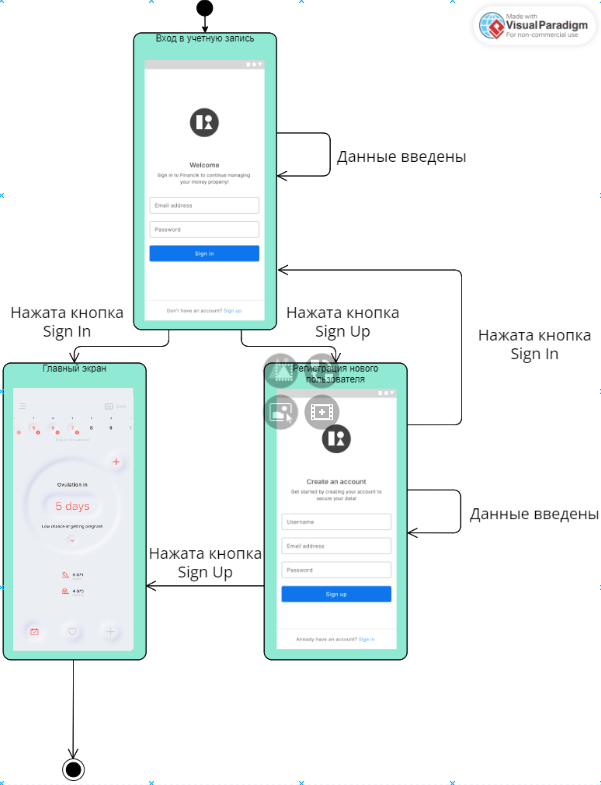 Made with
VisualParadigm
For non-commercial use
Вход в учетную запись
Welcome
Sign in to Financik to continue managing
your money properly!
Email address
Password
Sign in
Don't have an account? Sign up
Данные введены
Нажата кнопка
Sign In
Нажата кнопка
Sign Up
Нажата кнопка
Sign In
Главный экран
Ovulation in
5 days
Low chance of getting pregnant
Регистрация нового
пользователя
Create an account
Get started by creating your account to
secure your data!
Username
Email address
Password
Sign up
Already have an account? Sign in
Данные введены
Нажата кнопка
Sign Up